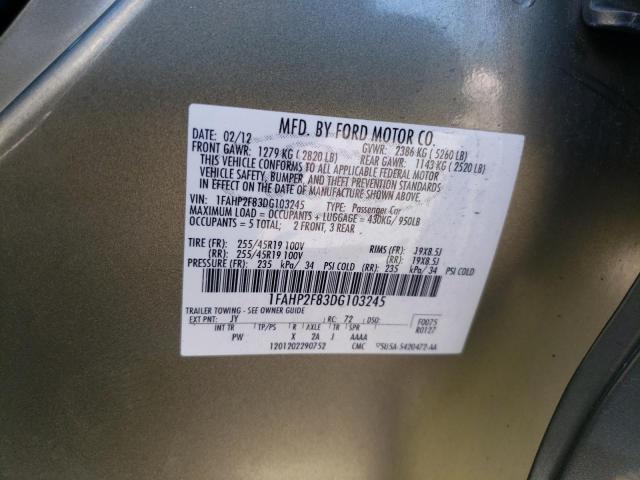 MFD. BY FORD MOTOR CO.
DATE: 02/12 GVWR: 2386 KG ( 5260 LB)
FRONT GAWR: 1279 KG ( 2820 LB) REAR GAWR: 1143 KG ( 2520 LB)
THIS VEHICLE CONFORMS TO ALL APPLICABLE FEDERAL MOTOR
VEHICLE SAFETY, BUMPER, AND THEFT PREVENTION STANDARDS
IN EFFECT ON THE DATE OF MANUFACTURE SHOWN ABOVE.
VIN: 1FAHP2F83DG103245 TYPE: Passenger Car
MAXIMUM LOAD = OCCUPANTS + LUGGAGE = 430KG/950LB
OCCUPANTS = 5 TOTAL; 2 FRONT, 3 REAR
TIRE (FR): 255/45R19 100V RIMS (FR): 19X8.5J
(RR): 255/45R19 100V (RR): 19X8.5J
PRESSURE (FR): 235 kPa/ 34 PSI COLD (RR): 235 kPa/ 34 PSI COLD
1FAHP2F83DG103245
TRAILER TOWING - SEE OWNER GUIDE
EXT PNT: JY RC: 72 DSO: F0075
INT TR TP/PS R AXLE TR SPR R0127
PW X 2A J AAAA
1201202290752 CMC 5U5A-5420472-AA